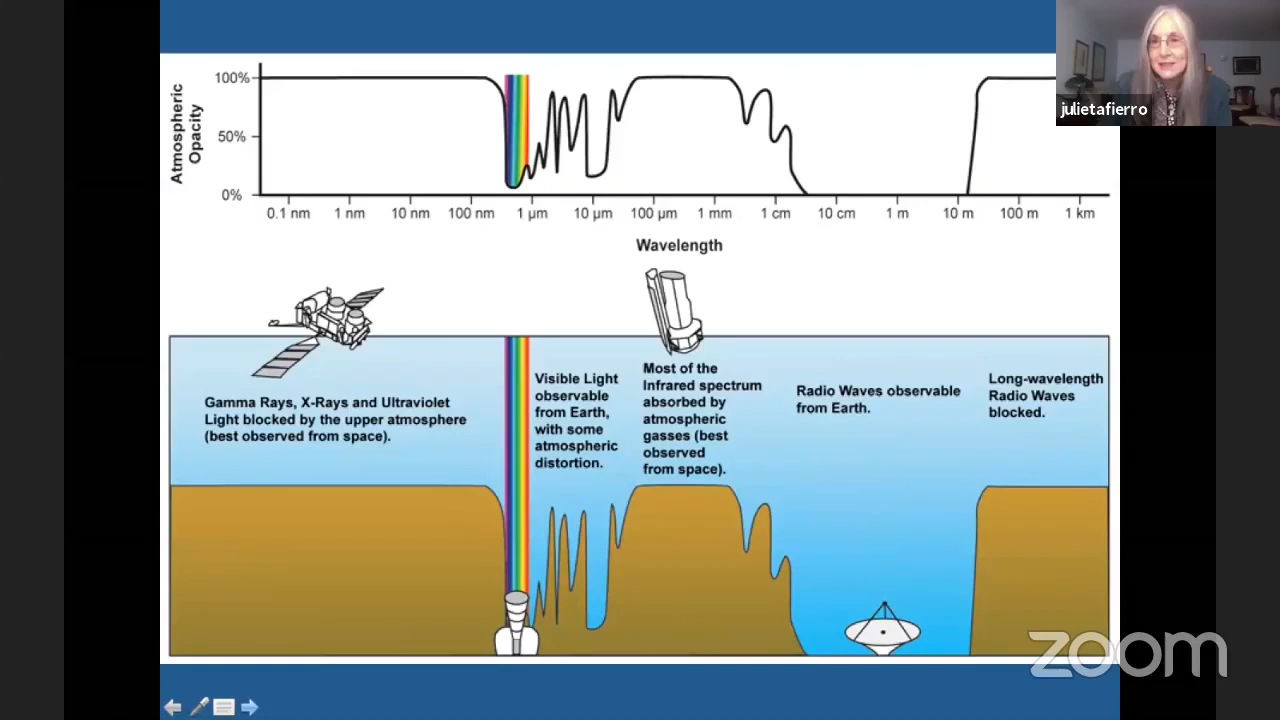 Atmospheric
Opacity
100%
50%
0%
0.1 nm 1 nm 10 nm 100 nm 1 µm 10 µm 100 µm 1 mm 1 cm 10 cm 1 m 10 m 100 m 1 km
Wavelength
julietafierro
Gamma Rays, X-Rays and Ultraviolet
Light blocked by the upper atmosphere
(best observed from space).
Visible Light
observable
from Earth,
with some
atmospheric
distortion.
Most of the
Infrared spectrum
absorbed by
atmospheric
gasses (best
observed
from space).
Radio Waves observable
from Earth.
Long-wavelength
Radio Waves
blocked.
zoom